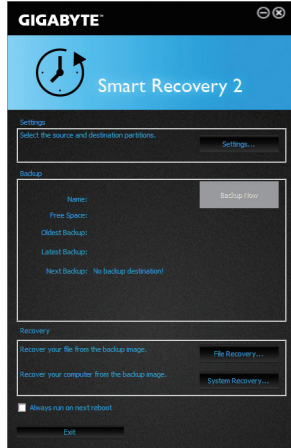 GIGABYTE™
Smart Recovery 2
Settings
Select the source and destination partitions.
Settings...
Backup
Backup Now
Name:
Free Space:
Oldest Backup:
Latest Backup:
Next Backup: No backup destination!
Recovery
Recover your file from the backup image.
File Recovery...
Recover your computer from the backup image.
System Recovery...
Always run on next reboot
Exit